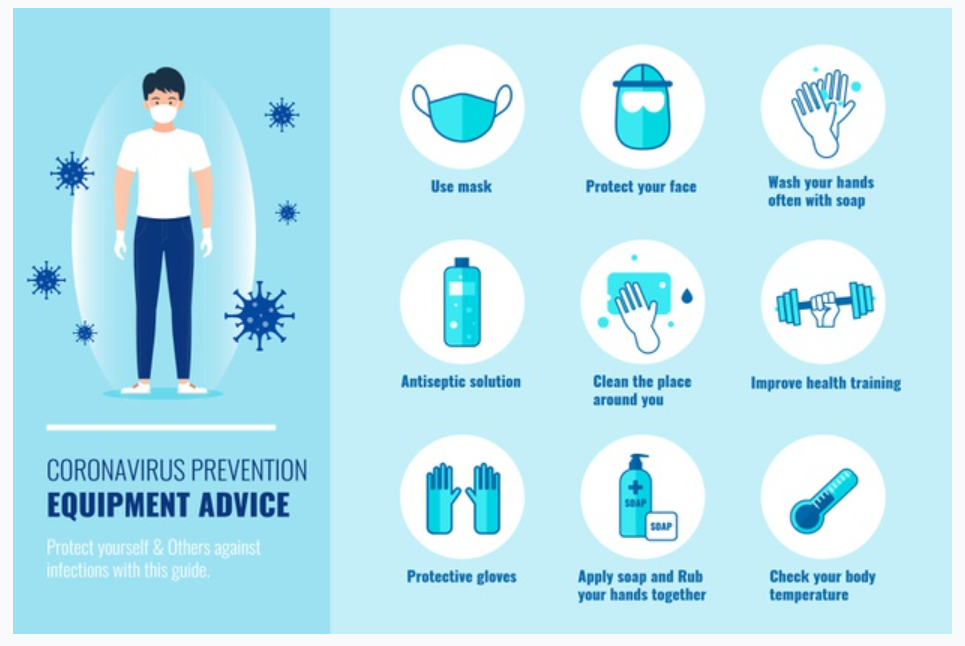 CORONAVIRUS PREVENTION
EQUIPMENT ADVICE
Protect yourself & Others against
infections with this guide.
Use mask
Protect your face
Wash your hands
often with soap
Antiseptic solution
Clean the place
around you
Improve health training
Protective gloves
SOAP
SOAP
Apply soap and Rub
your hands together
Check your body
temperature